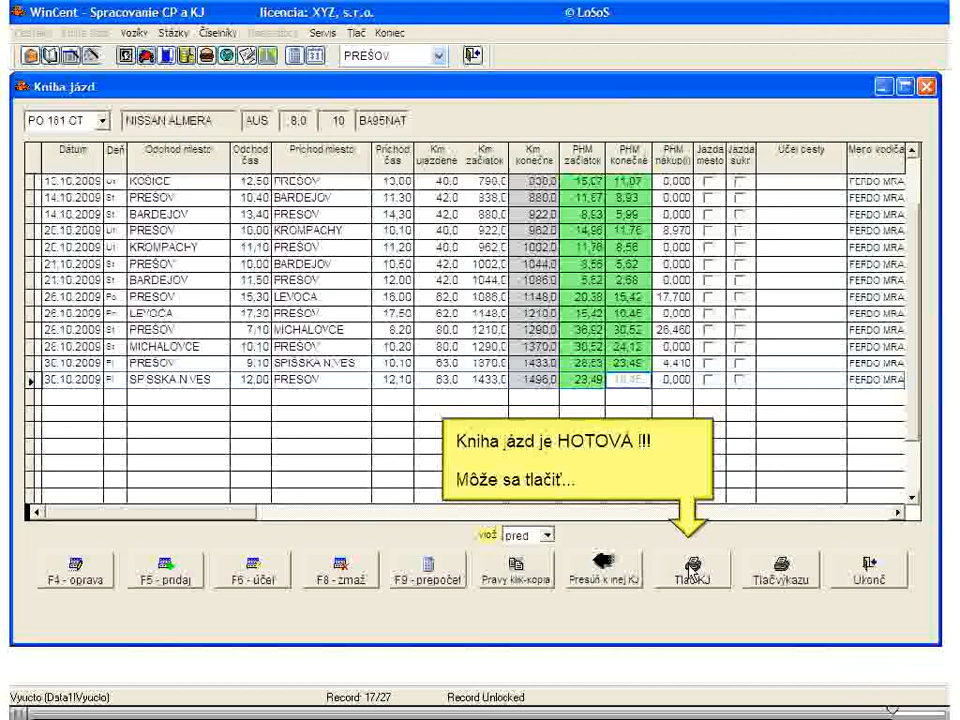 WinCent - Spracovanie CP a KJ licencia: XYZ, s.r.o. © LoSoS
Vozíky Stázky Číselníky Servis Tlač Koniec
PREŠOV
Kniha jázd
PO 161 CT NISSAN ALMERA AUS 8,0 10 BA95NAT
Dátum Deň Odchod miesto Odchod čas Príchod miesto Príchod čas Km ujazdené Km začiatok Km konečné PHM začiatok PHM konečné PHM nákup(l) Jazda mesto Jazda súkr. Účel cesty Meno vodiča
13.10.2009 Ut KOŠICE 12,50 PREŠOV 13,00 40,0 790,0 830,0 15,07 11,87 0,000 FERDO MRA
14.10.2009 St PREŠOV 10,40 BARDEJOV 11,30 42,0 838,0 880,0 11,87 8,93 0,000 FERDO MRA
14.10.2009 St BARDEJOV 13,40 PREŠOV 14,30 42,0 880,0 922,0 8,93 5,99 0,000 FERDO MRA
20.10.2009 Ut PREŠOV 10,00 KROMPACHY 10,10 40,0 922,0 962,0 14,96 11,76 8,970 FERDO MRA
20.10.2009 Ut KROMPACHY 11,10 PREŠOV 11,20 40,0 962,0 1002,0 11,76 8,56 0,000 FERDO MRA
21.10.2009 St PREŠOV 10,00 BARDEJOV 10,50 42,0 1002,0 1044,0 8,56 5,62 0,000 FERDO MRA
21.10.2009 St BARDEJOV 11,50 PREŠOV 12,00 42,0 1044,0 1086,0 5,62 2,68 0,000 FERDO MRA
26.10.2009 Po PREŠOV 15,30 LEVOČA 16,00 62,0 1086,0 1148,0 20,38 15,42 17,700 FERDO MRA
26.10.2009 Po LEVOČA 17,30 PREŠOV 17,50 62,0 1148,0 1210,0 15,42 10,46 0,000 FERDO MRA
28.10.2009 St PREŠOV 7,10 MICHALOVCE 8,20 80,0 1210,0 1290,0 36,92 30,52 26,460 FERDO MRA
28.10.2009 St MICHALOVCE 10,10 PREŠOV 10,20 80,0 1290,0 1370,0 30,52 24,12 0,000 FERDO MRA
30.10.2009 Pi PREŠOV 9,10 SPIŠSKA N.VES 10,10 63,0 1370,0 1433,0 28,53 23,49 4,410 FERDO MRA
30.10.2009 Pi SPIŠSKA N.VES 12,00 PREŠOV 12,10 63,0 1433,0 1496,0 23,49 18,45 0,000 FERDO MRA
Kniha jázd je HOTOVÁ !!!
Môže sa tlačiť...
vlož pred
F4 - oprava F5 - pridaj F6 - účel F8 - zmaž F9 - prepočet Pravý klik-kopia Presuň k inej KJ Tlač KJ Tlač výkazu Ukonč
Vyucto (Data1!Vyucto) Record: 17/27 Record Unlocked